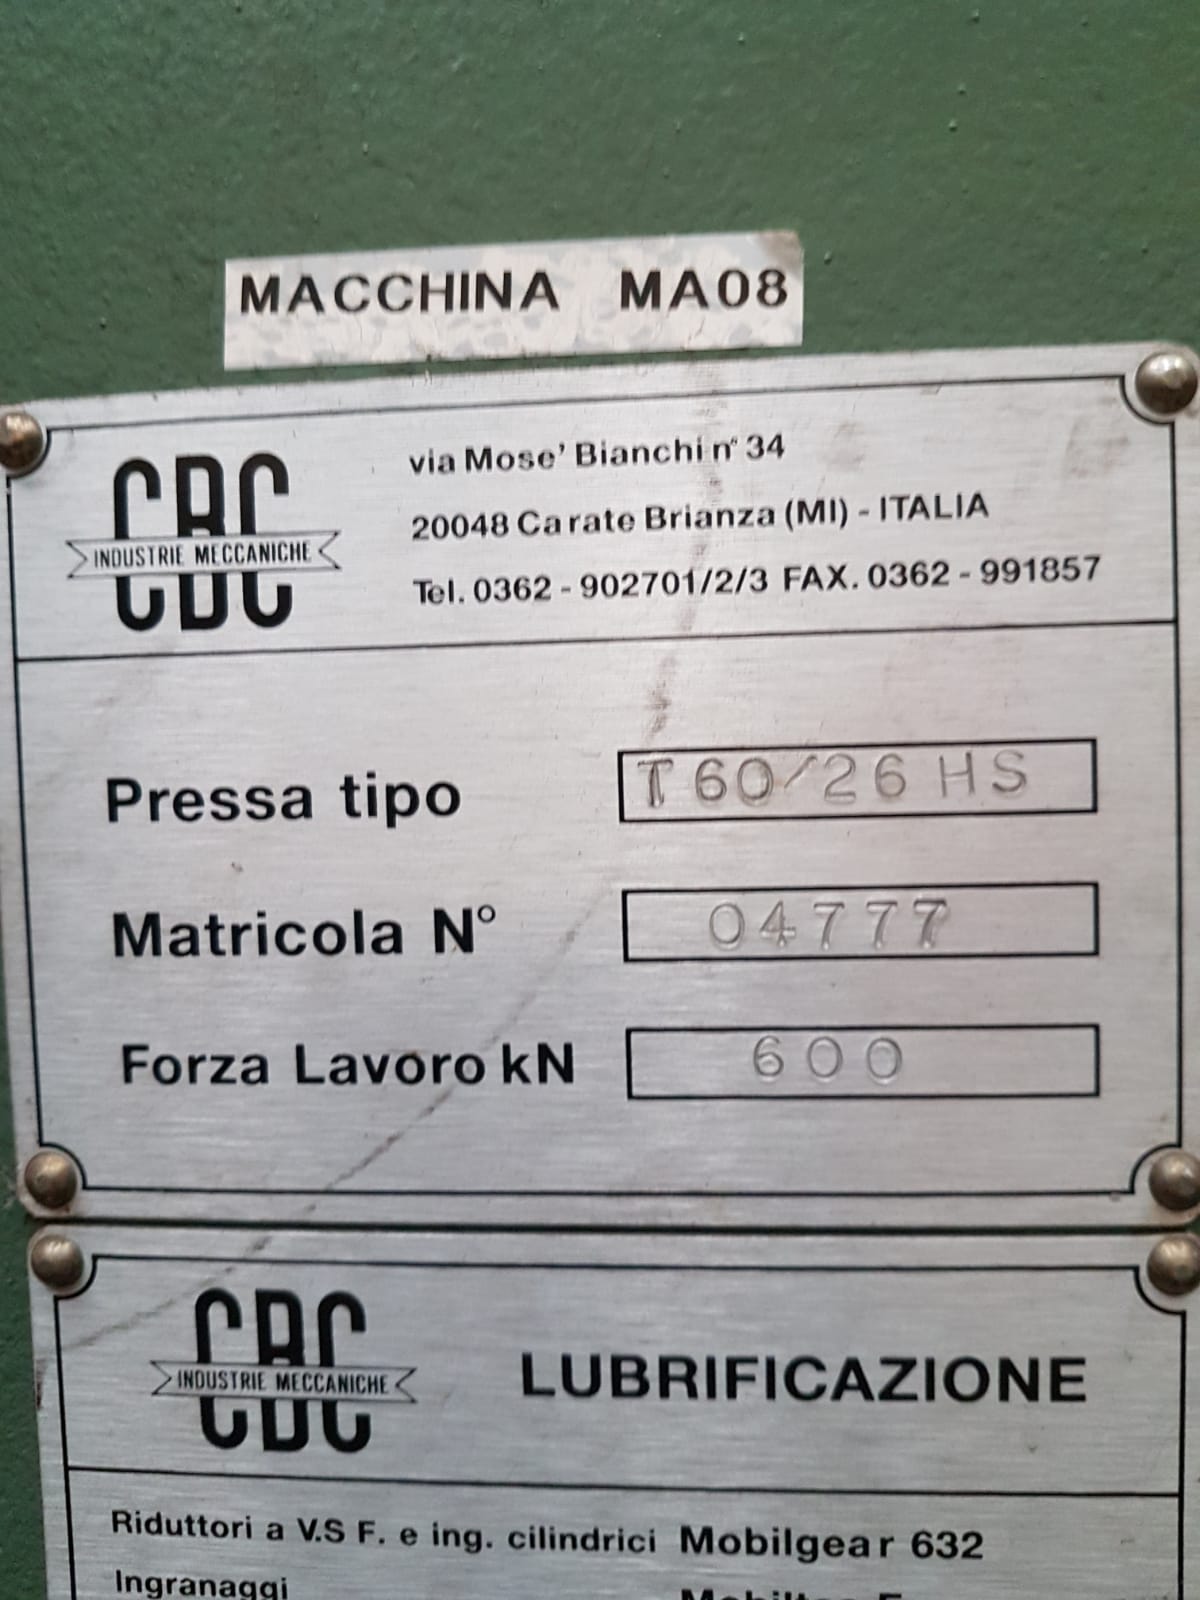 MACCHINA MA08
CBC
INDUSTRIE MECCANICHE
via Mose' Bianchi n° 34
20048 Carate Brianza (MI) - ITALIA
Tel. 0362 - 902701/2/3 FAX. 0362 - 991857
Pressa tipo T60/26 HS
Matricola N° 04777
Forza Lavoro kN 600
CBC
INDUSTRIE MECCANICHE
LUBRIFICAZIONE
Riduttori a V.S F. e ing. cilindrici Mobilgear 632
Ingranaggi